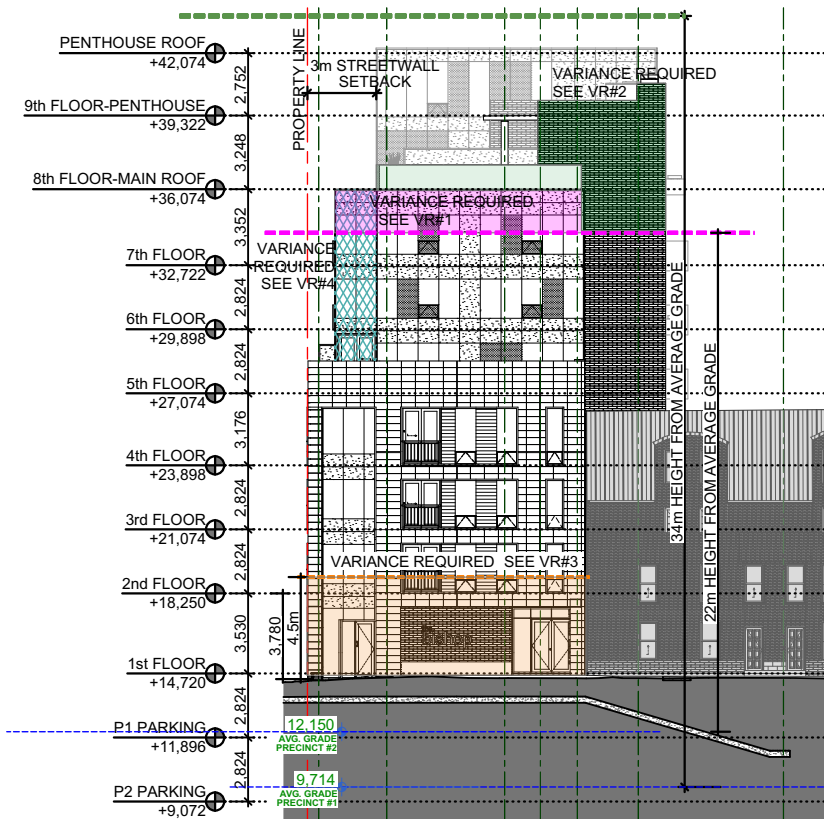 PENTHOUSE ROOF
+42,074
2,752
9th FLOOR-PENTHOUSE
+39,322
3,248
8th FLOOR-MAIN ROOF
+36,074
3,352
7th FLOOR
+32,722
2,824
6th FLOOR
+29,898
2,824
5th FLOOR
+27,074
3,176
4th FLOOR
+23,898
2,824
3rd FLOOR
+21,074
2,824
2nd FLOOR
+18,250
3,530
1st FLOOR
+14,720
2,824
P1 PARKING
+11,896
2,824
P2 PARKING
+9,072
PROPERTY LINE
3m STREETWALL
SETBACK
VARIANCE REQUIRED
SEE VR#2
VARIANCE REQUIRED
SEE VR#1
VARIANCE
REQUIRED
SEE VR#4
VARIANCE REQUIRED SEE VR#3
3,780
4.5m
34m HEIGHT FROM AVERAGE GRADE
22m HEIGHT FROM AVERAGE GRADE
12,150
AVG. GRADE
PRECINCT #2
9,714
AVG. GRADE
PRECINCT #1